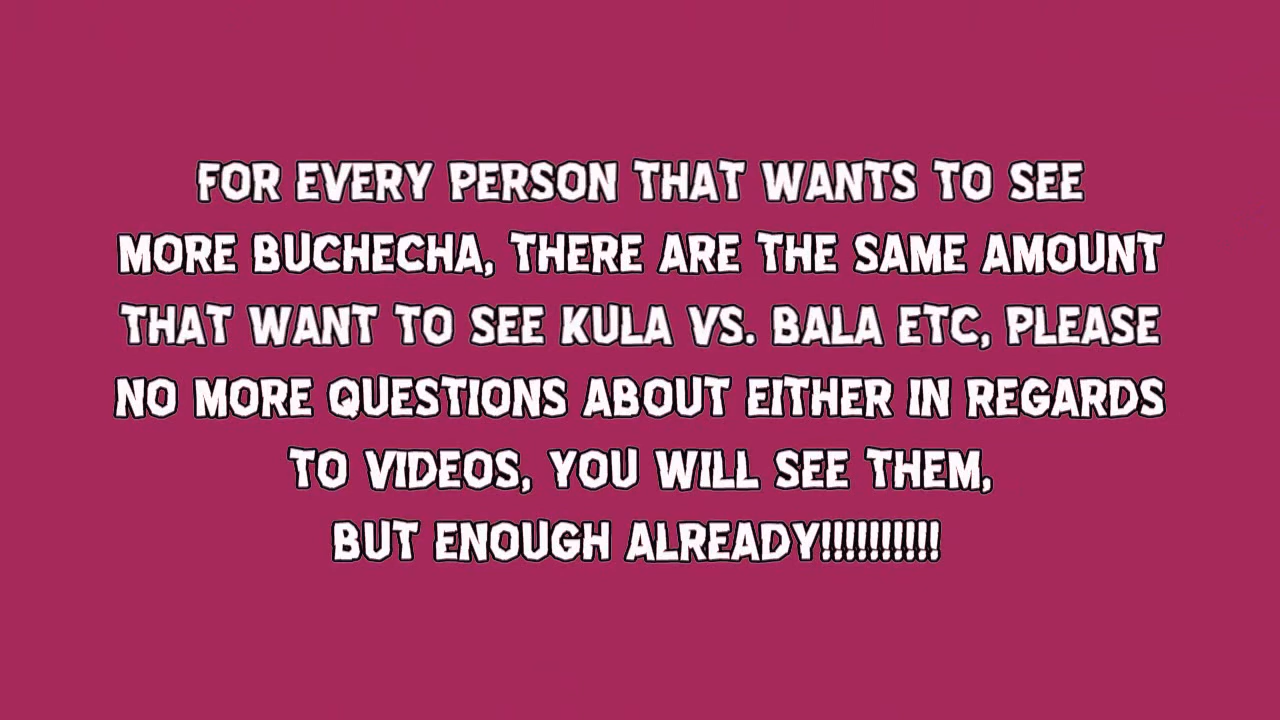 FOR EVERY PERSON THAT WANTS TO SEE
MORE BUCHECHA, THERE ARE THE SAME AMOUNT
THAT WANT TO SEE KULA VS. BALA ETC, PLEASE
NO MORE QUESTIONS ABOUT EITHER IN REGARDS
TO VIDEOS, YOU WILL SEE THEM,
BUT ENOUGH ALREADY!!!!!!!!!!